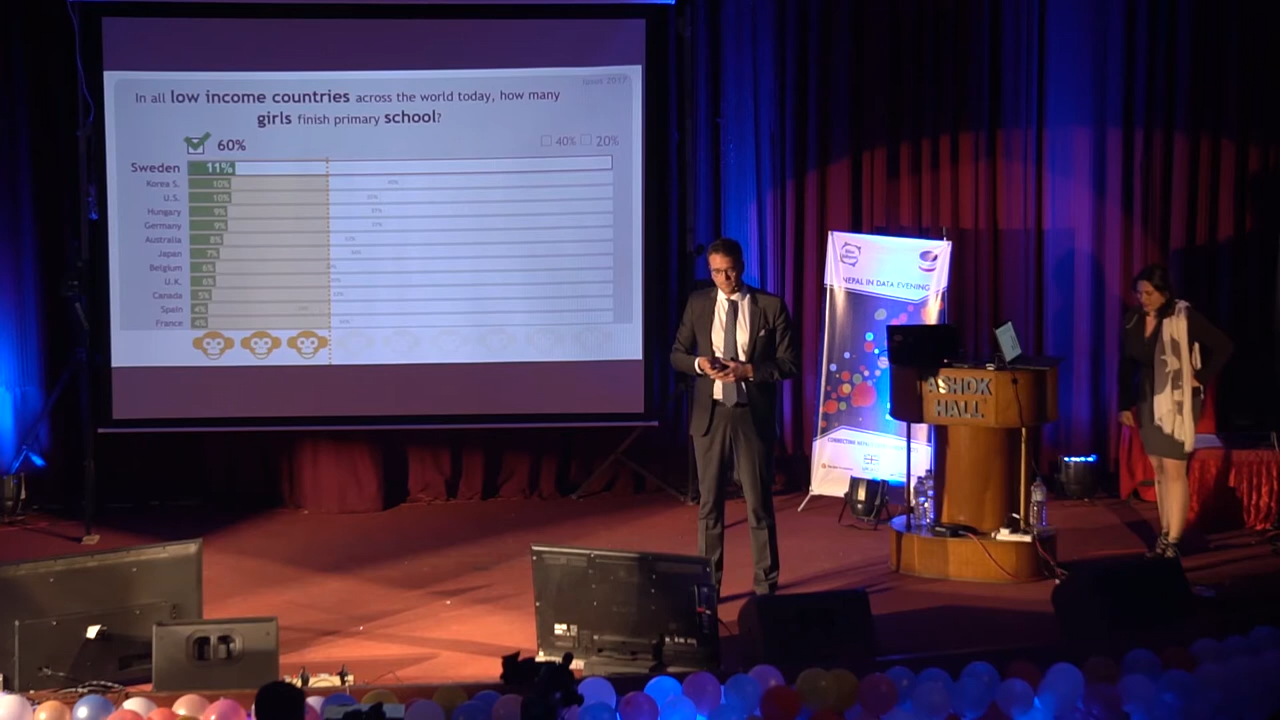 Novus 2017
In all low income countries across the world today, how many
girls finish primary school?
60%
40% 20%
Sweden 11%
Korea S. 10%
U.S. 10%
Hungary 9%
Germany 9%
Australia 8%
Japan 7%
Belgium 6%
U.K. 6%
Canada 5%
Spain 4%
France 4%
NEPAL IN DATA EVENING
ASHOK
HALL